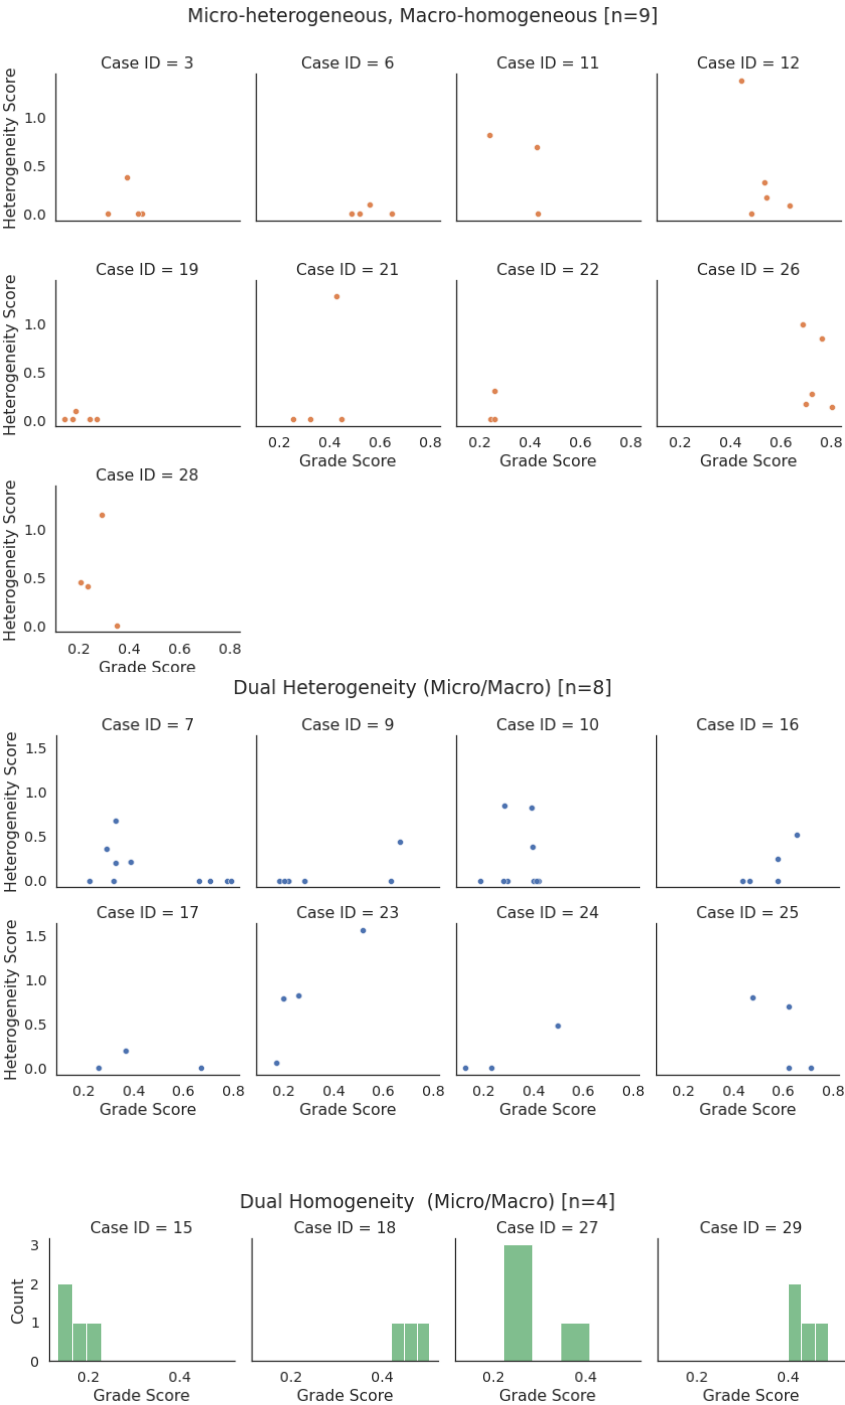 Micro-heterogeneous, Macro-homogeneous [n=9]
Case ID = 3 Case ID = 6 Case ID = 11 Case ID = 12
Heterogeneity Score
1.0
0.5
0.0
Case ID = 19 Case ID = 21 Case ID = 22 Case ID = 26
Heterogeneity Score
1.0
0.5
0.0
0.2 0.4 0.6 0.8 0.2 0.4 0.6 0.8 0.2 0.4 0.6 0.8
Grade Score Grade Score Grade Score
Case ID = 28
Heterogeneity Score
1.0
0.5
0.0
0.2 0.4 0.6 0.8
Grade Score
Dual Heterogeneity (Micro/Macro) [n=8]
Case ID = 7 Case ID = 9 Case ID = 10 Case ID = 16
Heterogeneity Score
1.5
1.0
0.5
0.0
Case ID = 17 Case ID = 23 Case ID = 24 Case ID = 25
Heterogeneity Score
1.5
1.0
0.5
0.0
0.2 0.4 0.6 0.8 0.2 0.4 0.6 0.8 0.2 0.4 0.6 0.8 0.2 0.4 0.6 0.8
Grade Score Grade Score Grade Score Grade Score
Dual Homogeneity (Micro/Macro) [n=4]
Case ID = 15 Case ID = 18 Case ID = 27 Case ID = 29
Count
3
2
1
0
0.2 0.4 0.2 0.4 0.2 0.4 0.2 0.4
Grade Score Grade Score Grade Score Grade Score